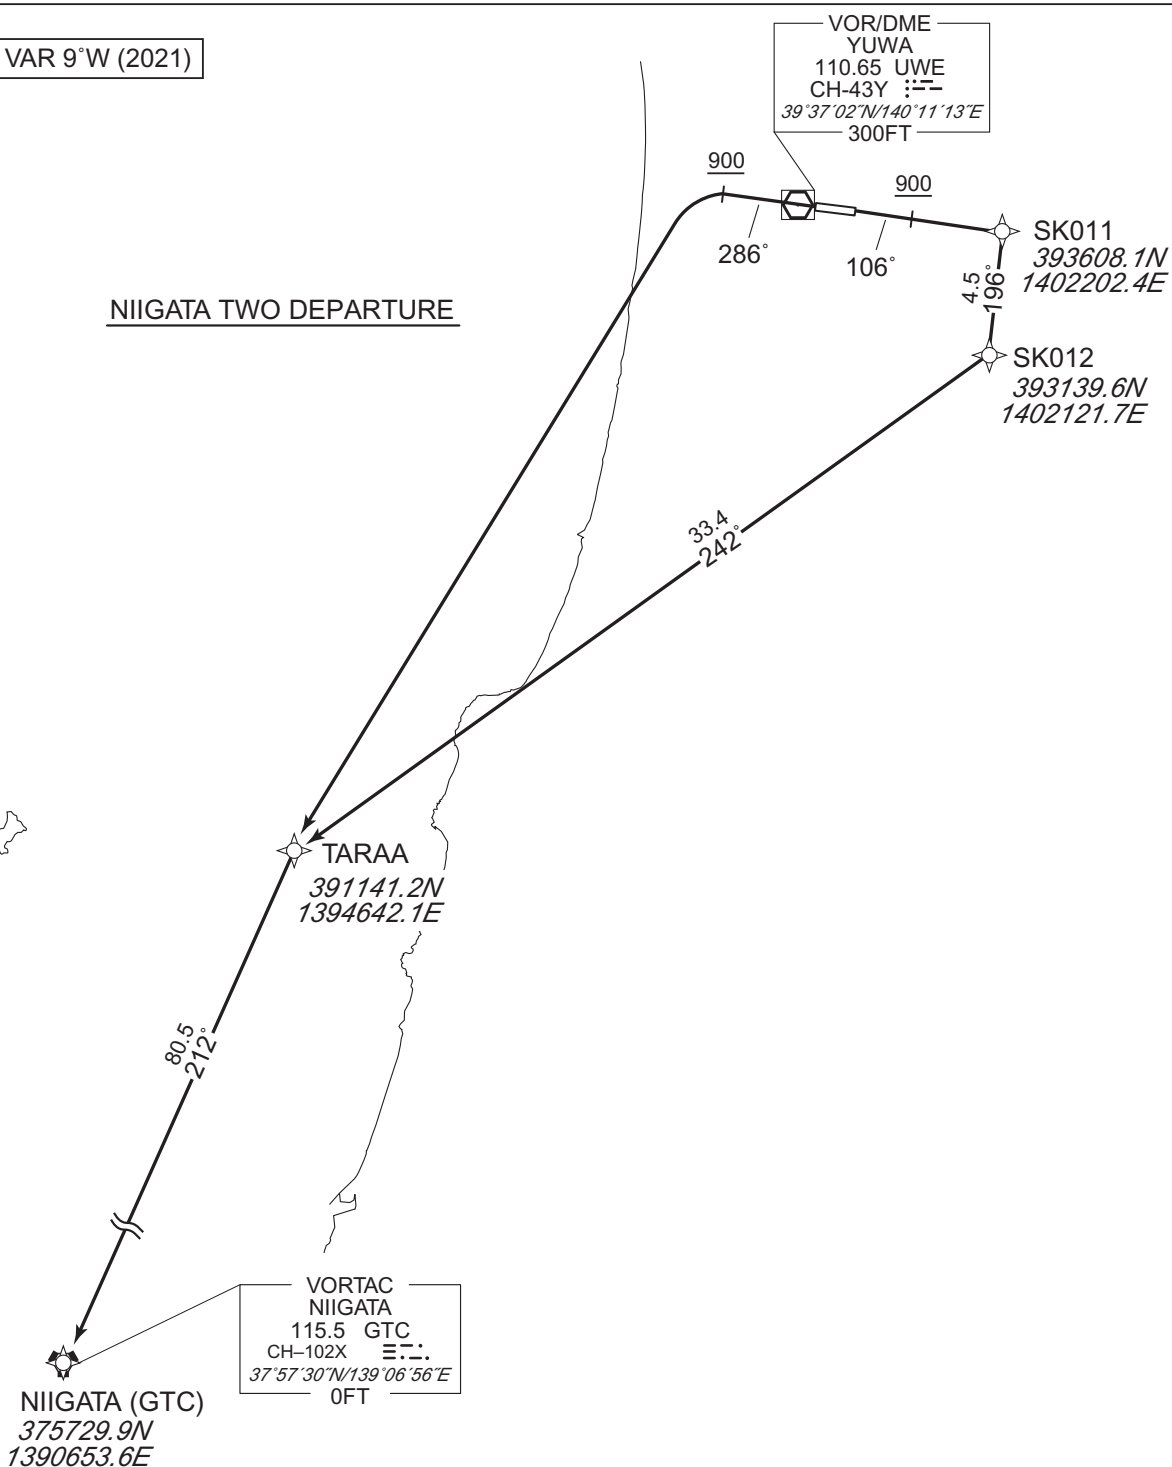 VAR 9°W (2021)
VOR/DME
YUWA
110.65 UWE
CH-43Y
39°37′02″N/140°11′13″E
300FT
900
900
286°
106°
SK011
393608.1N
1402202.4E
4.5
196°
NIIGATA TWO DEPARTURE
SK012
393139.6N
1402121.7E
33.4
242°
TARAA
391141.2N
1394642.1E
80.5
212°
VORTAC
NIIGATA
115.5 GTC
CH–102X
37°57′30″N/139°06′56″E
0FT
NIIGATA (GTC)
375729.9N
1390653.6E